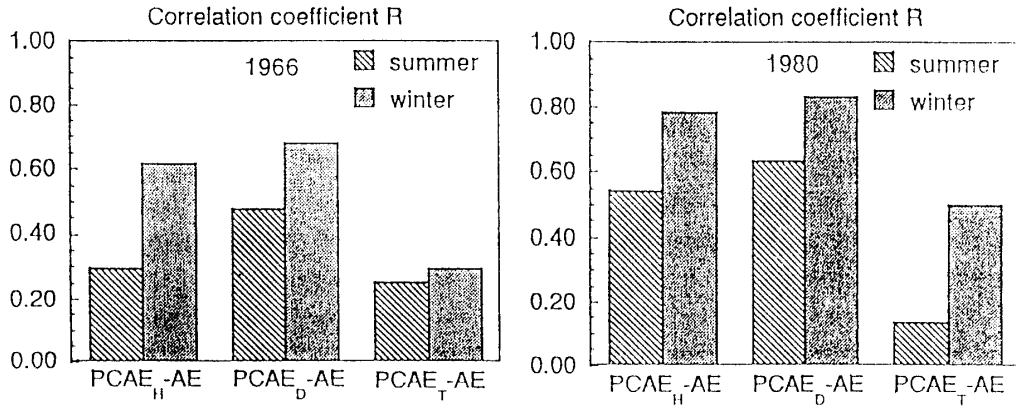 Correlation coefficient R
1.00
0.80
0.60
0.40
0.20
0.00
1966
summer
winter
PCAE_H-AE PCAE_D-AE PCAE_T-AE
Correlation coefficient R
1.00
0.80
0.60
0.40
0.20
0.00
1980
summer
winter
PCAE_H-AE PCAE_D-AE PCAE_T-AE